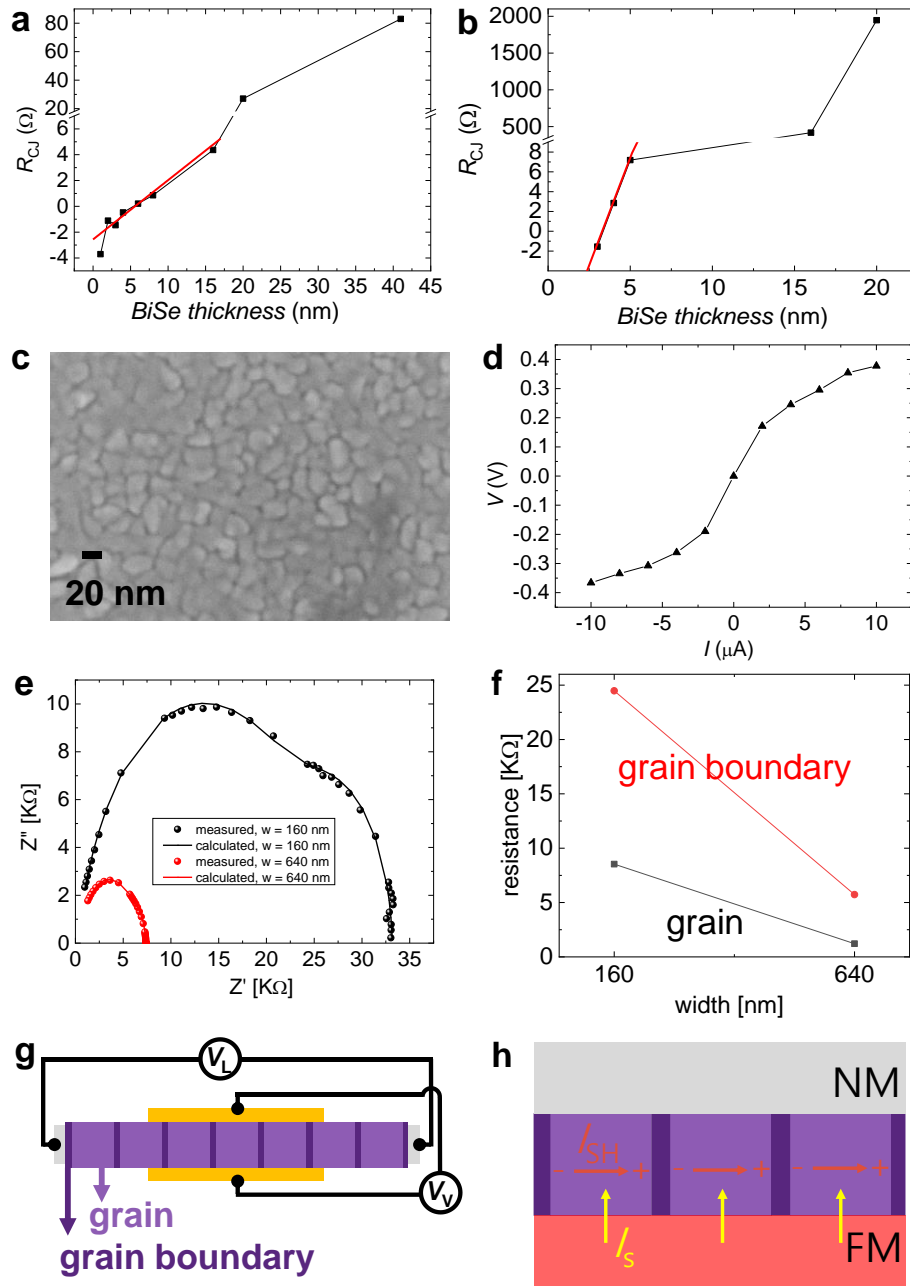 a
80
60
40
20
6
4
2
0
-2
-4
R_CJ (Ω)
0 5 10 15 20 25 30 35 40 45
BiSe thickness (nm)
b
2000
1500
1000
500
8
6
4
2
0
-2
R_CJ (Ω)
0 5 10 15 20
BiSe thickness (nm)
c
20 nm
d
0.4
0.3
0.2
0.1
0.0
-0.1
-0.2
-0.3
-0.4
V (V)
-10 -5 0 5 10
I (μA)
e
10
8
6
4
2
0
Z" [KΩ]
measured, w = 160 nm
calculated, w = 160 nm
measured, w = 640 nm
calculated, w = 640 nm
0 5 10 15 20 25 30 35
Z' [KΩ]
f
25
20
15
10
5
0
resistance [KΩ]
grain boundary
grain
160 640
width [nm]
g
V_L
V_V
grain
grain boundary
h
NM
I_SH
- + - + - +
I_S
FM